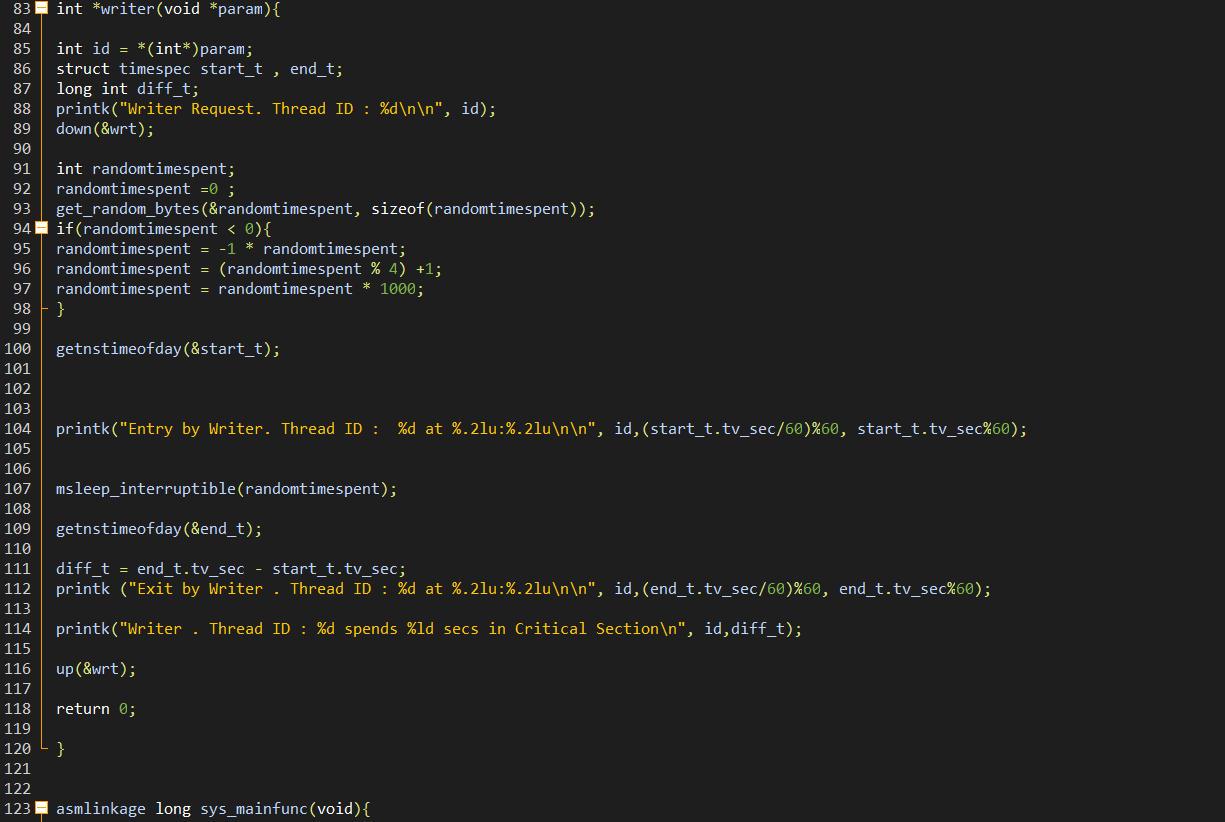 83 int *writer(void *param){
84
85 int id = *(int*)param;
86 struct timespec start_t , end_t;
87 long int diff_t;
88 printk("Writer Request. Thread ID : %d\n\n", id);
89 down(&wrt);
90
91 int randomtimespent;
92 randomtimespent =0 ;
93 get_random_bytes(&randomtimespent, sizeof(randomtimespent));
94 if(randomtimespent < 0){
95 randomtimespent = -1 * randomtimespent;
96 randomtimespent = (randomtimespent % 4) +1;
97 randomtimespent = randomtimespent * 1000;
98 }
99
100 getnstimeofday(&start_t);
101
102
103
104 printk("Entry by Writer. Thread ID :  %d at %.2lu:%.2lu\n\n", id,(start_t.tv_sec/60)%60, start_t.tv_sec%60);
105
106
107 msleep_interruptible(randomtimespent);
108
109 getnstimeofday(&end_t);
110
111 diff_t = end_t.tv_sec - start_t.tv_sec;
112 printk ("Exit by Writer . Thread ID : %d at %.2lu:%.2lu\n\n", id,(end_t.tv_sec/60)%60, end_t.tv_sec%60);
113
114 printk("Writer . Thread ID : %d spends %ld secs in Critical Section\n", id,diff_t);
115
116 up(&wrt);
117
118 return 0;
119
120 }
121
122
123 asmlinkage long sys_mainfunc(void){